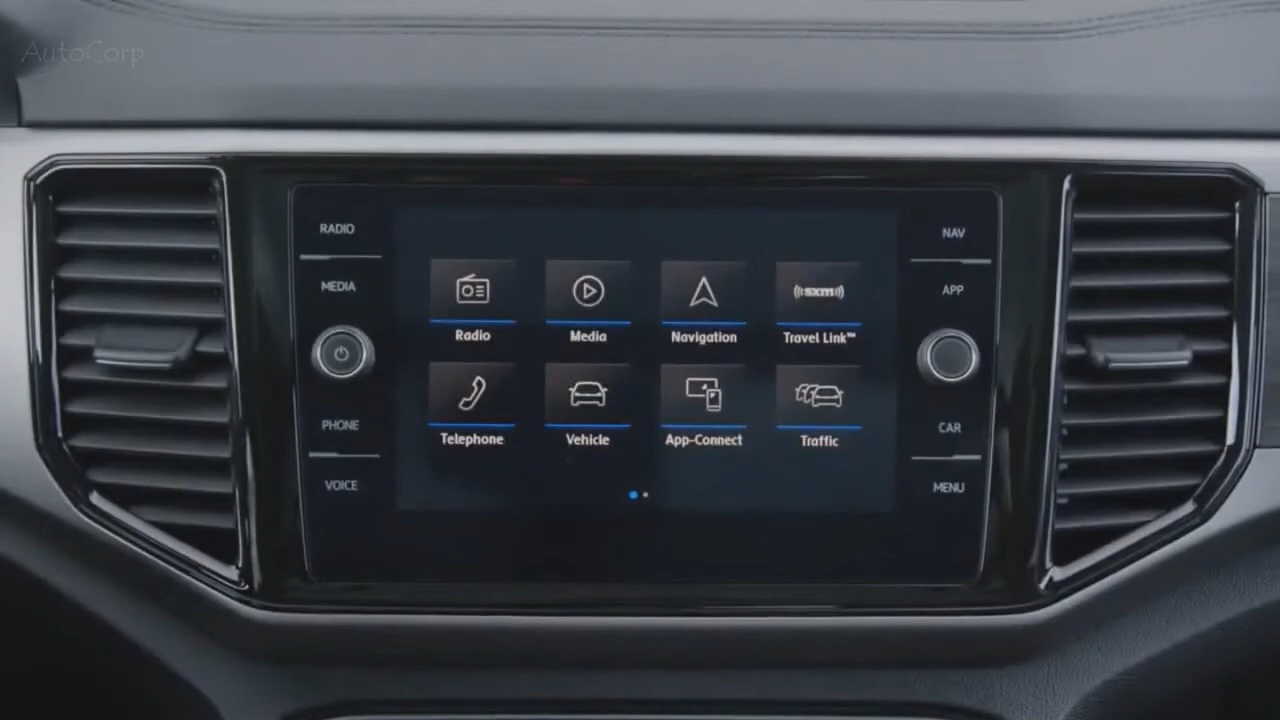 AutoCorp
RADIO
MEDIA
PHONE
VOICE
Radio
Media
Navigation
sxm
Travel Link™
Telephone
Vehicle
App-Connect
Traffic
NAV
APP
CAR
MENU